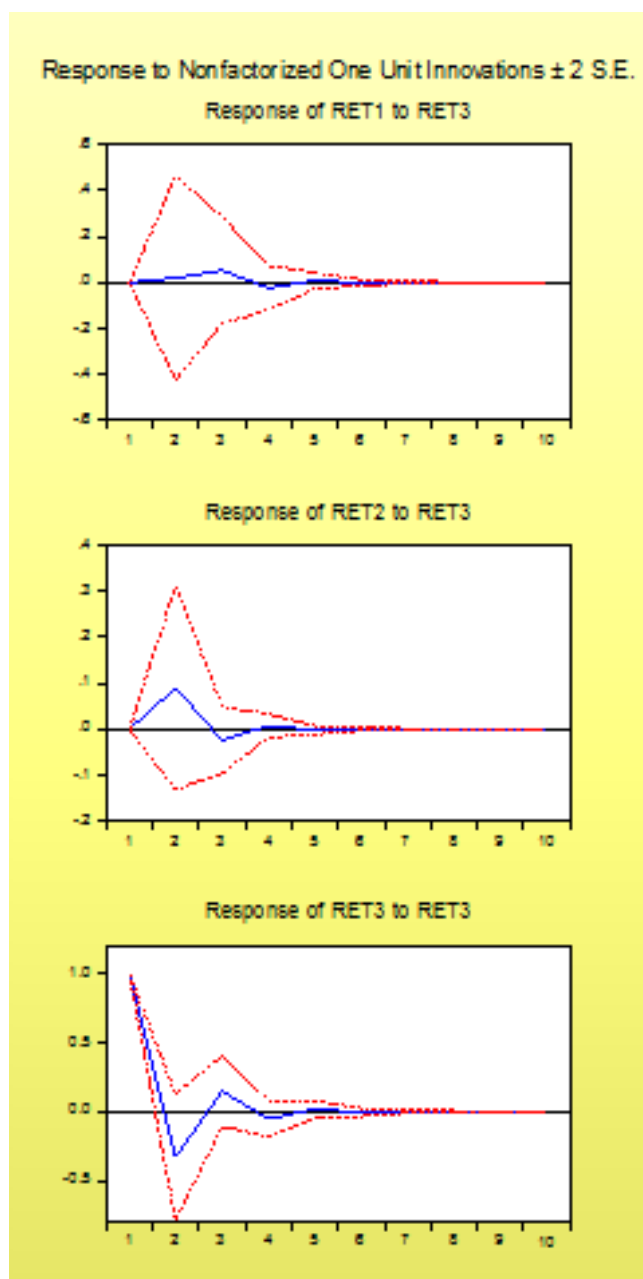 Response to Nonfactorized One Unit Innovations ± 2 S.E.
Response of RET1 to RET3
.6
.4
.2
.0
-.2
-.4
-.6
1 2 3 4 5 6 7 8 9 10
Response of RET2 to RET3
.4
.3
.2
.1
.0
-.1
-.2
1 2 3 4 5 6 7 8 9 10
Response of RET3 to RET3
1.0
0.5
0.0
-0.5
1 2 3 4 5 6 7 8 9 10